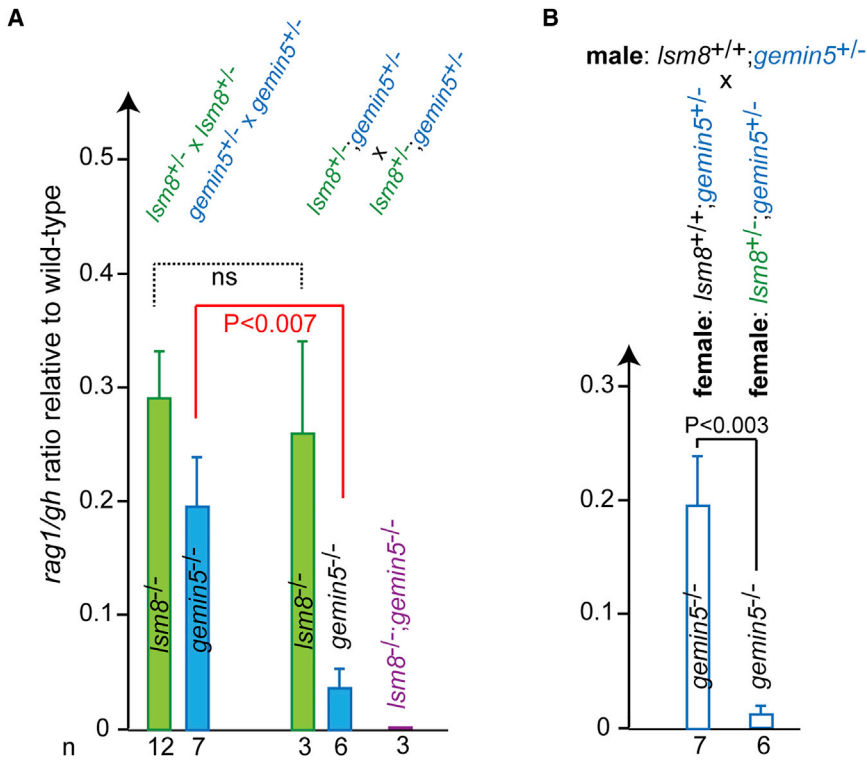 A
lsm8+/- x lsm8+/-
gemin5+/- x gemin5+/-
lsm8+/-;gemin5+/-
x
lsm8+/-;gemin5+/-
rag1/gh ratio relative to wild-type
0.5
0.4
0.3
0.2
0.1
0
ns
P<0.007
lsm8-/-
gemin5-/-
lsm8-/-
gemin5-/-
lsm8-/-;gemin5-/-
n 12 7 3 6 3
B
male: lsm8+/+;gemin5+/-
x
female: lsm8+/+;gemin5+/-
female: lsm8+/-;gemin5+/-
0.3
0.2
0.1
0
P<0.003
gemin5-/-
gemin5-/-
7 6